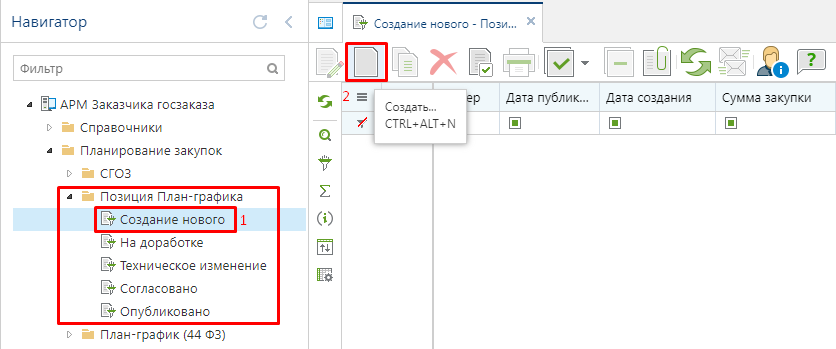 Навигатор
Фильтр
АРМ Заказчика госзаказа
Справочники
Планирование закупок
СГОЗ
Позиция План-графика
Создание нового 1
На доработке
Техническое изменение
Согласовано
Опубликовано
План-график (44 ФЗ)
Создание нового - Пози...
2
ер
Дата публик...
Дата создания
Сумма закупки
Создать...
CTRL+ALT+N